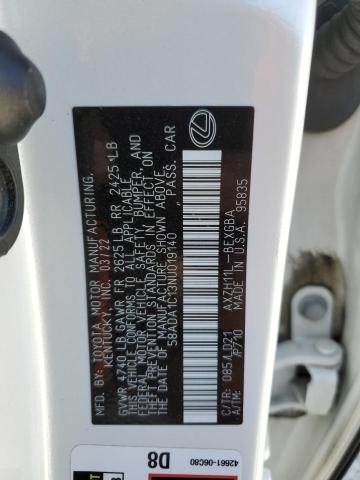 MFD. BY: TOYOTA MOTOR MANUFACTURING,
KENTUCKY, INC. 03/22
GVWR 4740 LB GAWR FR 2625 LB RR 2425 LB
THIS VEHICLE CONFORMS TO ALL APPLICABLE
FEDERAL MOTOR VEHICLE SAFETY, BUMPER, AND
THEFT PREVENTION STANDARDS IN EFFECT ON
THE DATE OF MANUFACTURE SHOWN ABOVE.
58ADA1C13NU019140 PASS. CAR
C/TR: 085/LD21 AXZH11L-BEXGBA
A/TM: /P710 MADE IN U.S.A. 95835
42661-06C80
D8